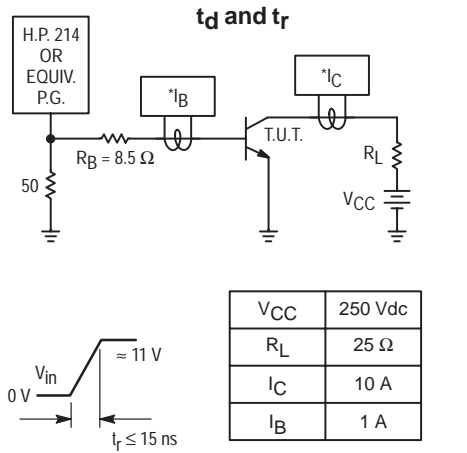 td and tr
H.P. 214
OR
EQUIV.
P.G.
*IB
*IC
T.U.T.
RB = 8.5 Ω
RL
50
VCC
Vin
≈ 11 V
0 V
tr ≤ 15 ns
VCC 250 Vdc
RL 25 Ω
IC 10 A
IB 1 A